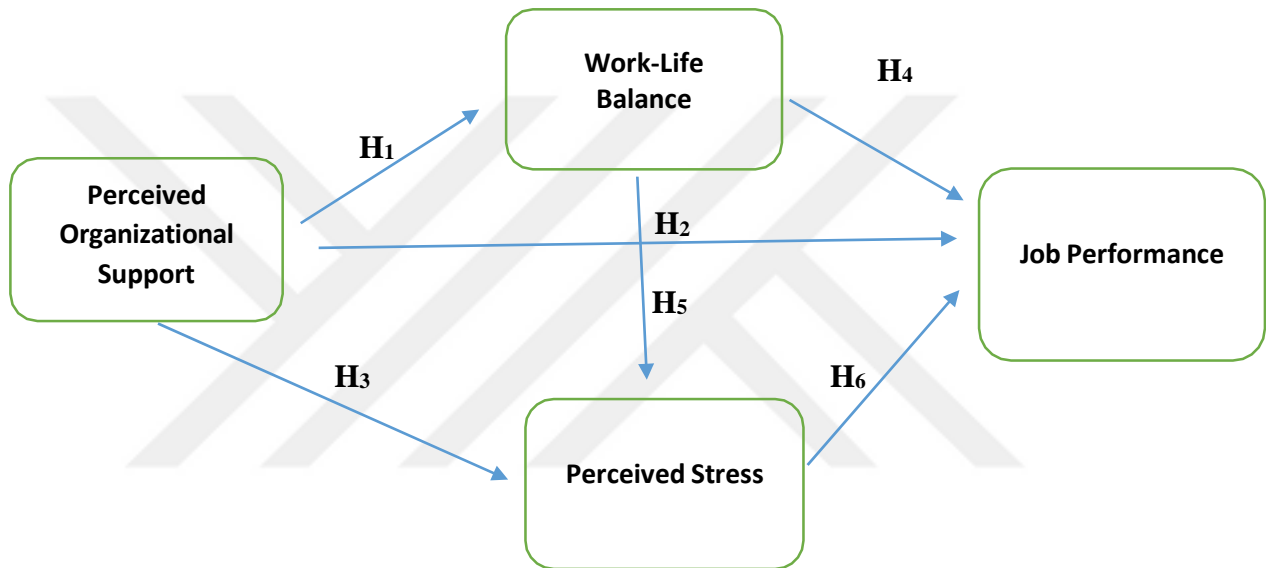 Work-Life
Balance
H4
H1
Perceived
Organizational
Support
H2
Job Performance
H5
H3
H6
Perceived Stress